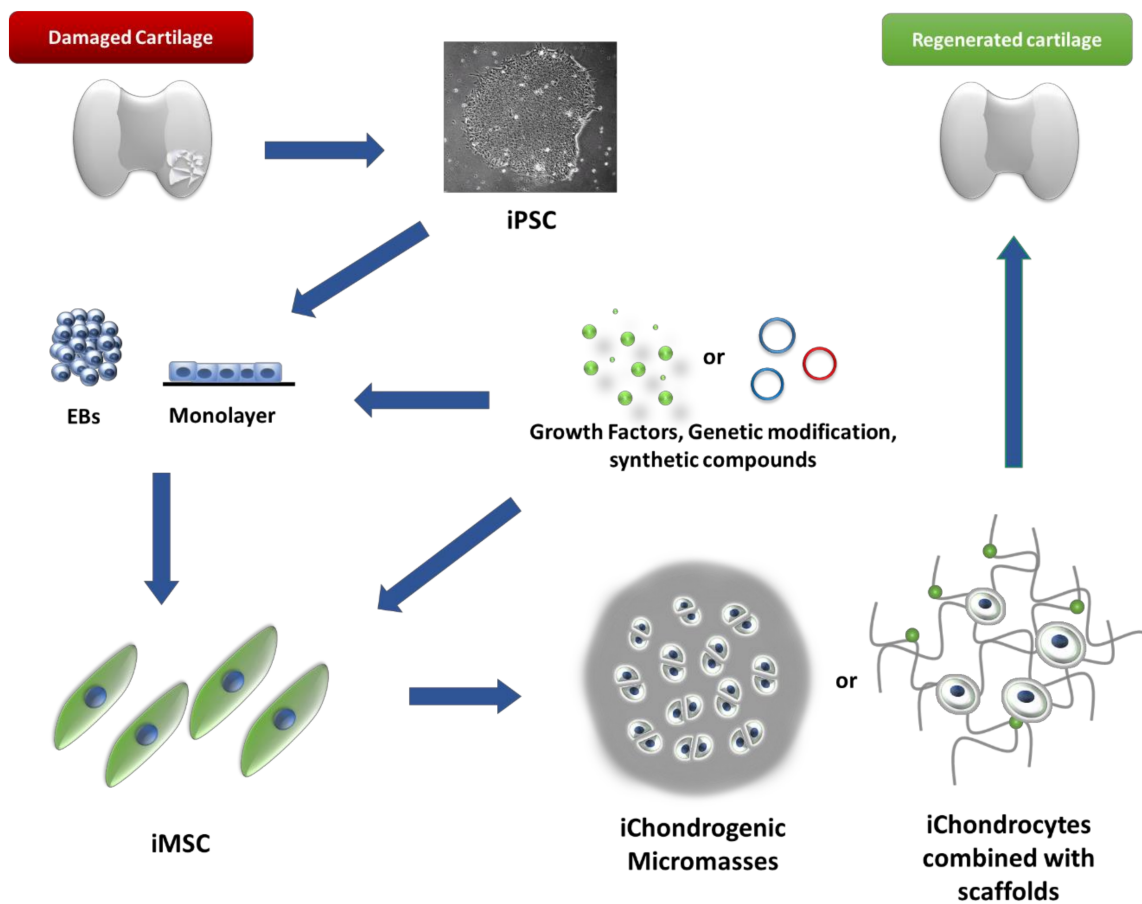 Damaged Cartilage
Regenerated cartilage
iPSC
or
EBs
Monolayer
Growth Factors, Genetic modification,
synthetic compounds
or
iMSC
iChondrogenic
Micromasses
iChondrocytes
combined with
scaffolds